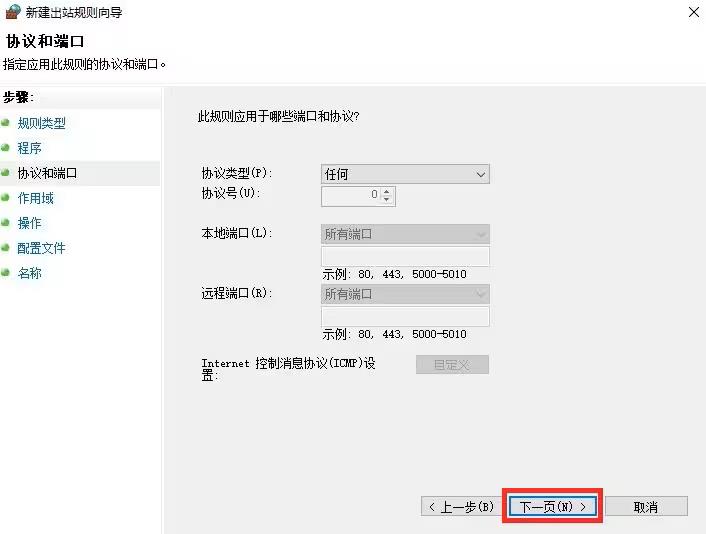 新建出站规则向导
协议和端口
指定应用此规则的协议和端口。
步骤:
规则类型
程序
协议和端口
作用域
操作
配置文件
名称
此规则应用于哪些端口和协议?
协议类型(P): 任何
协议号(U): 0
本地端口(L): 所有端口
示例: 80, 443, 5000-5010
远程端口(R): 所有端口
示例: 80, 443, 5000-5010
Internet 控制消息协议(ICMP)设
置: 自定义
< 上一步(B) 下一页(N) > 取消